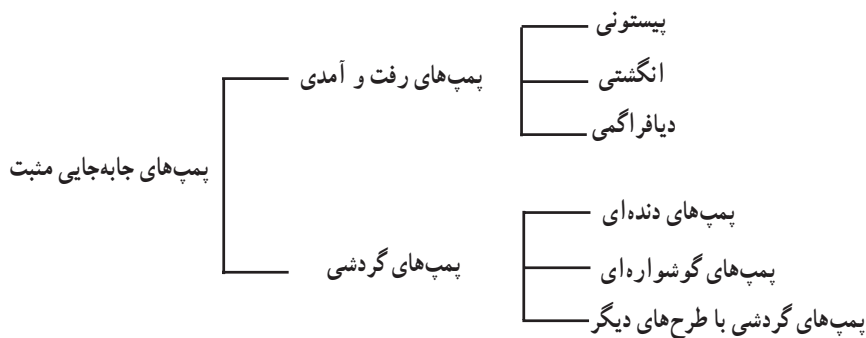 پمپ‌های جابه‌جایی مثبت
پمپ‌های رفت و آمدی
پیستونی
انگشتی
دیافراگمی
پمپ‌های گردشی
پمپ‌های دنده‌ای
پمپ‌های گوشواره‌ای
پمپ‌های گردشی با طرح‌های دیگر